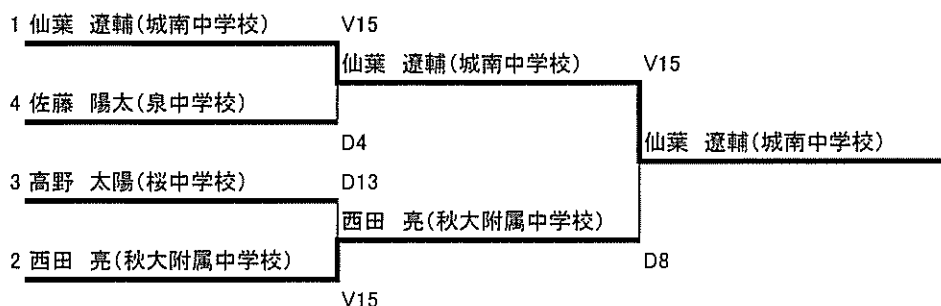 1 仙葉 遼輔(城南中学校) V15
仙葉 遼輔(城南中学校) V15
4 佐藤 陽太(泉中学校)
D4
仙葉 遼輔(城南中学校)
3 高野 太陽(桜中学校) D13
西田 亮(秋大附属中学校)
2 西田 亮(秋大附属中学校) D8
V15